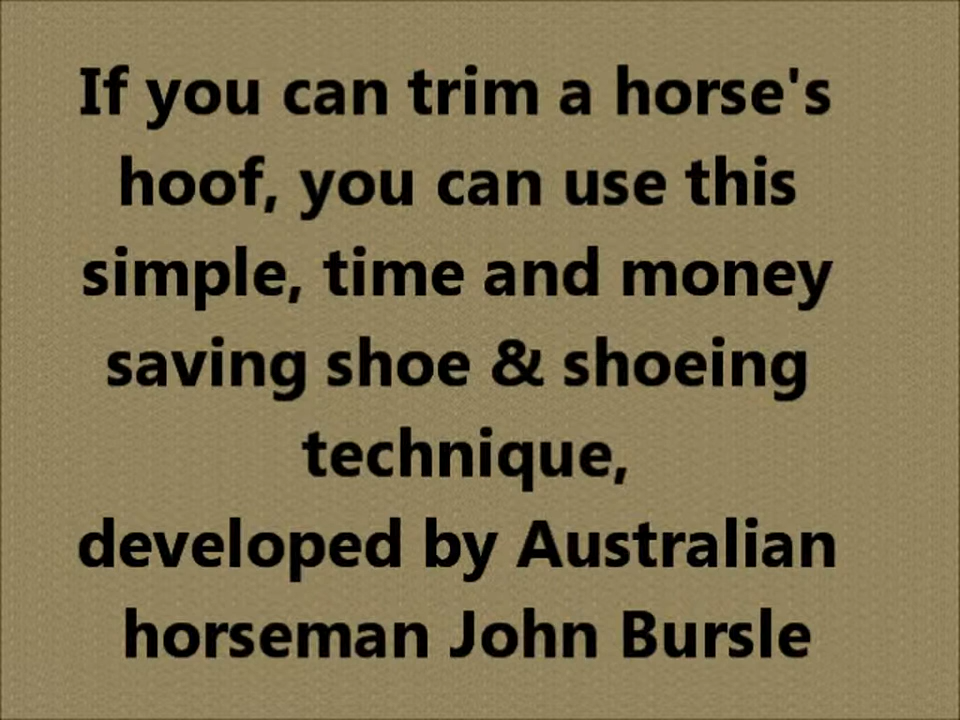 If you can trim a horse's
hoof, you can use this
simple, time and money
saving shoe & shoeing
technique,
developed by Australian
horseman John Bursle